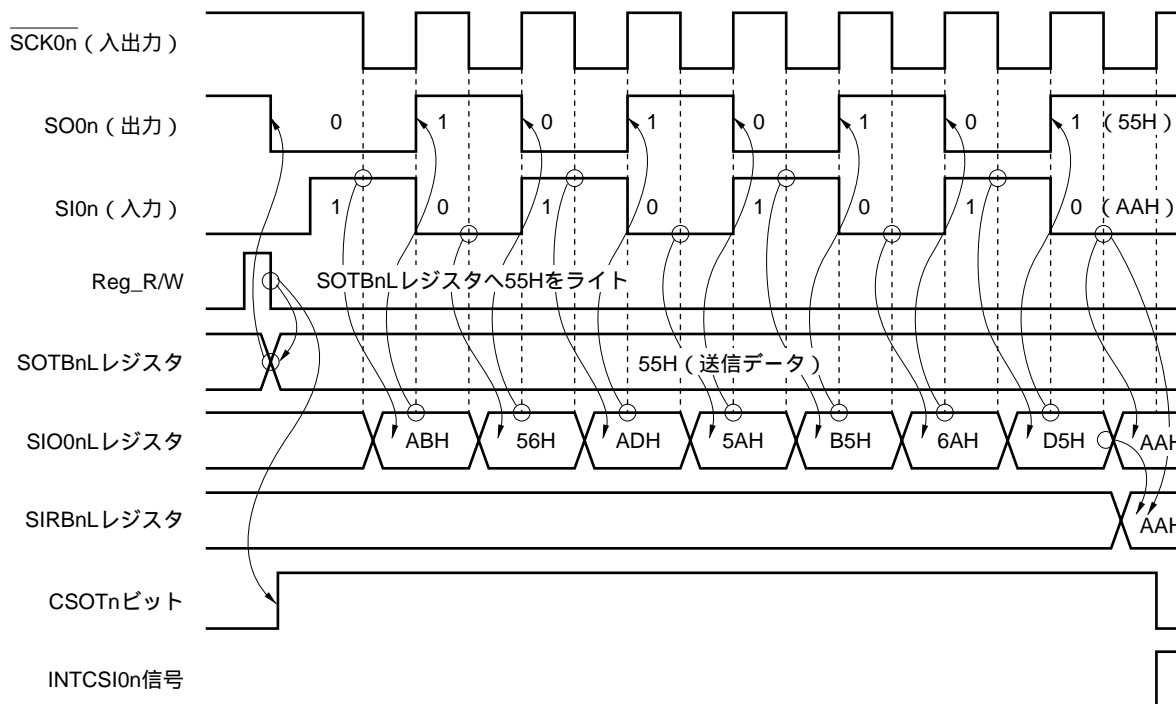 SCK0n（入出力）
SO0n（出力） 0 1 0 1 0 1 0 1 （55H）
SI0n（入力） 1 0 1 0 1 0 1 0 （AAH）
Reg_R/W SOTBnLレジスタへ55Hをライト
SOTBnLレジスタ 55H（送信データ）
SIO0nLレジスタ ABH 56H ADH 5AH B5H 6AH D5H AAH
SIRBnLレジスタ AAH
CSOTnビット
INTCSI0n信号